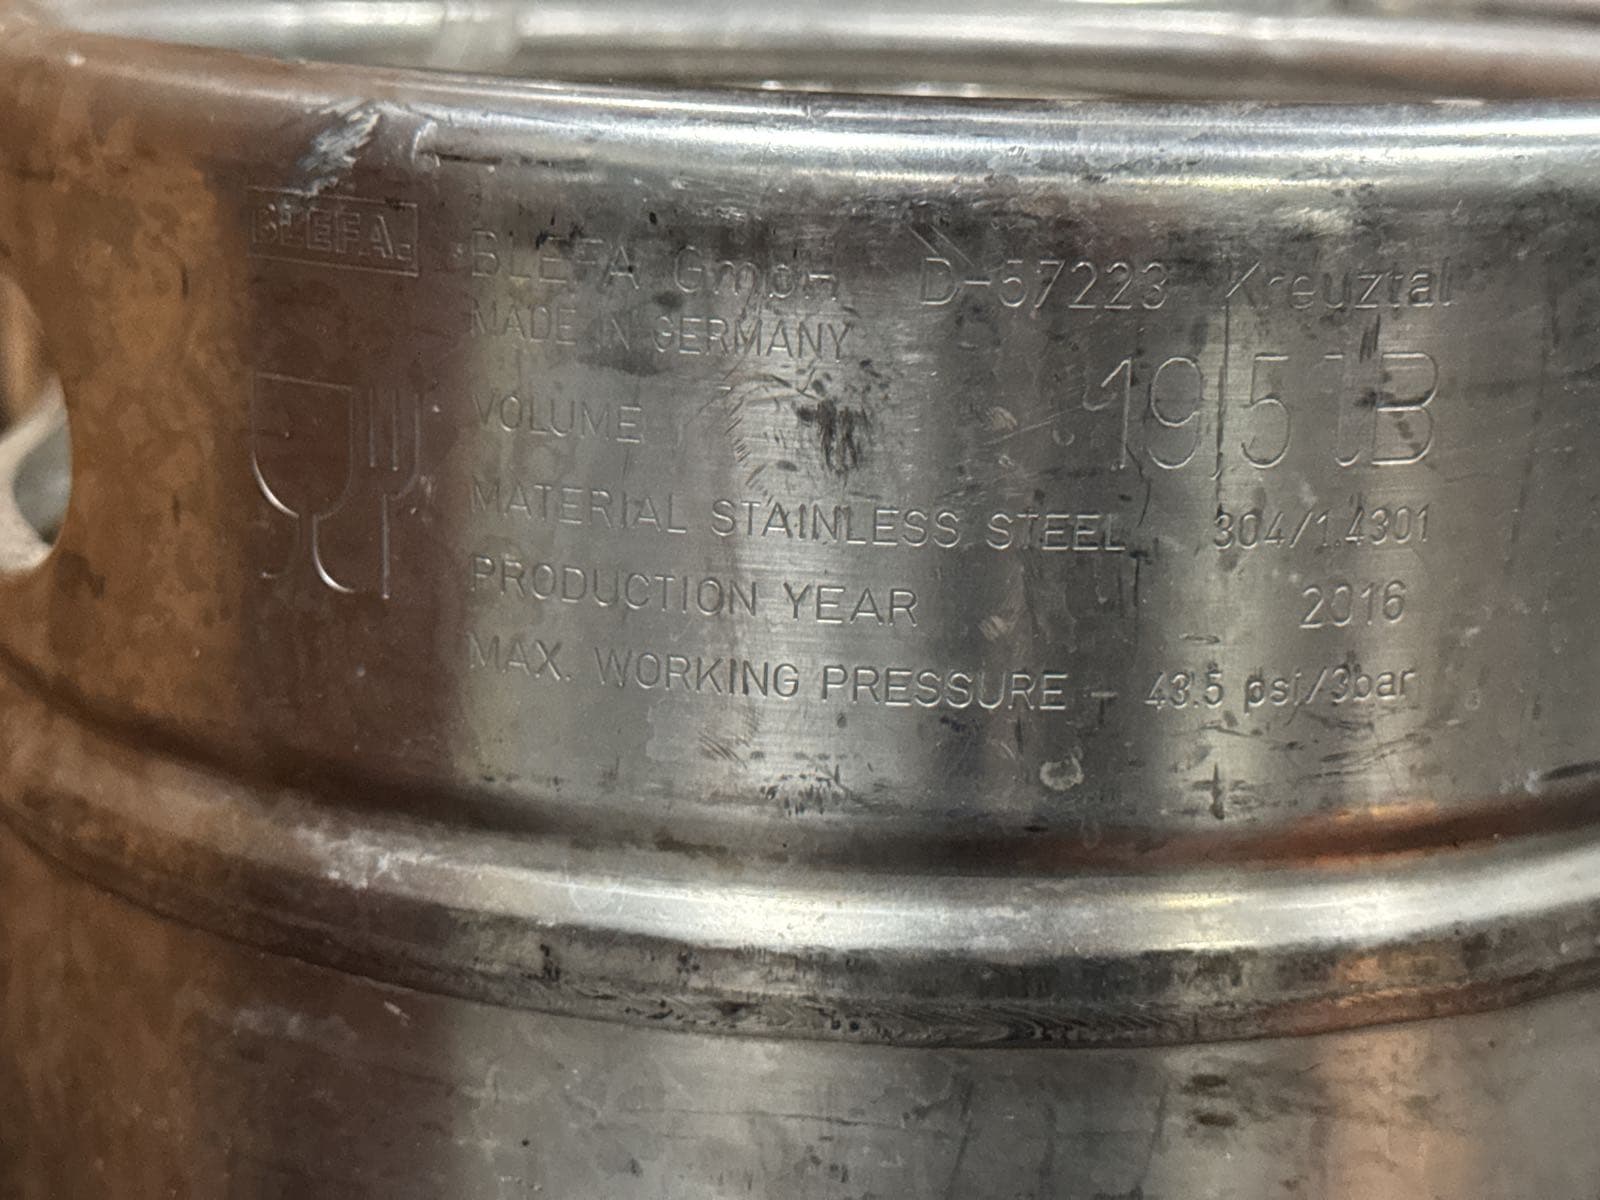 BLEFA.
BLEFA GmbH D-57223 Kreuztal
MADE IN GERMANY
VOLUME 19,5 l B
MATERIAL STAINLESS STEEL 304/1.4301
PRODUCTION YEAR 2016
MAX. WORKING PRESSURE - 43.5 psi/3bar